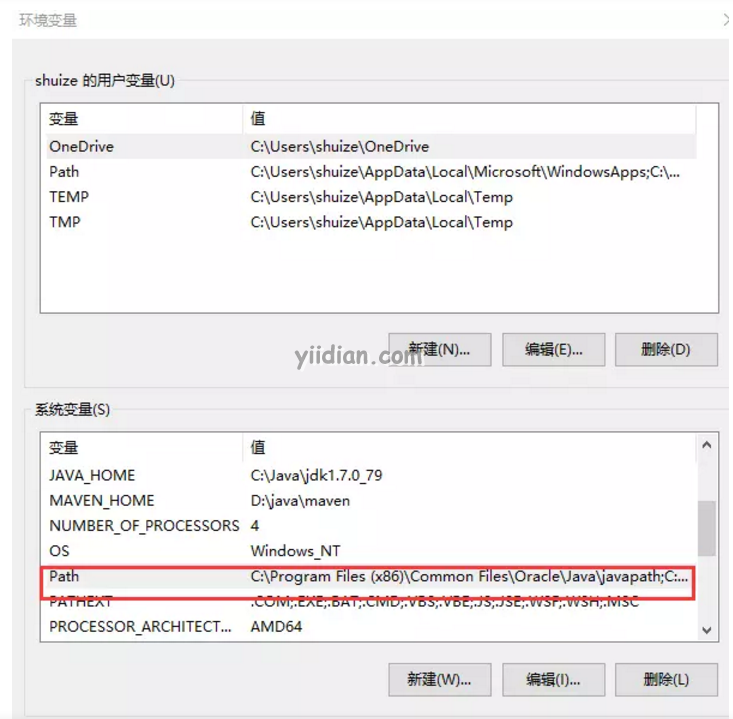 环境变量
shuize 的用户变量(U)
变量 值
OneDrive C:\Users\shuize\OneDrive
Path C:\Users\shuize\AppData\Local\Microsoft\WindowsApps;C:\...
TEMP C:\Users\shuize\AppData\Local\Temp
TMP C:\Users\shuize\AppData\Local\Temp
yiidian.com
新建(N)... 编辑(E)... 删除(D)
系统变量(S)
变量 值
JAVA_HOME C:\Java\jdk1.7.0_79
MAVEN_HOME D:\java\maven
NUMBER_OF_PROCESSORS 4
OS Windows_NT
Path C:\Program Files (x86)\Common Files\Oracle\Java\javapath;C:...
PATHEXT .COM;.EXE;.BAT;.CMD;.VBS;.VBE;.JS;.JSE;.WSF;.WSH;.MSC
PROCESSOR_ARCHITECT... AMD64
新建(W)... 编辑(I)... 删除(L)